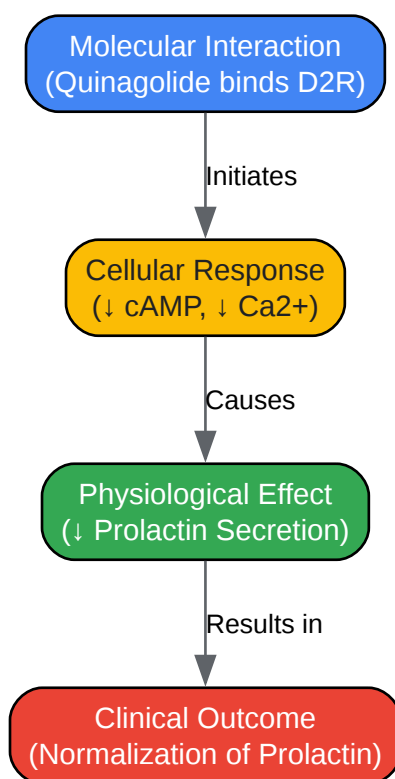 Molecular Interaction
(Quinagolide binds D2R)
Initiates
Cellular Response
(↓ cAMP, ↓ Ca2+)
Causes
Physiological Effect
(↓ Prolactin Secretion)
Results in
Clinical Outcome
(Normalization of Prolactin)